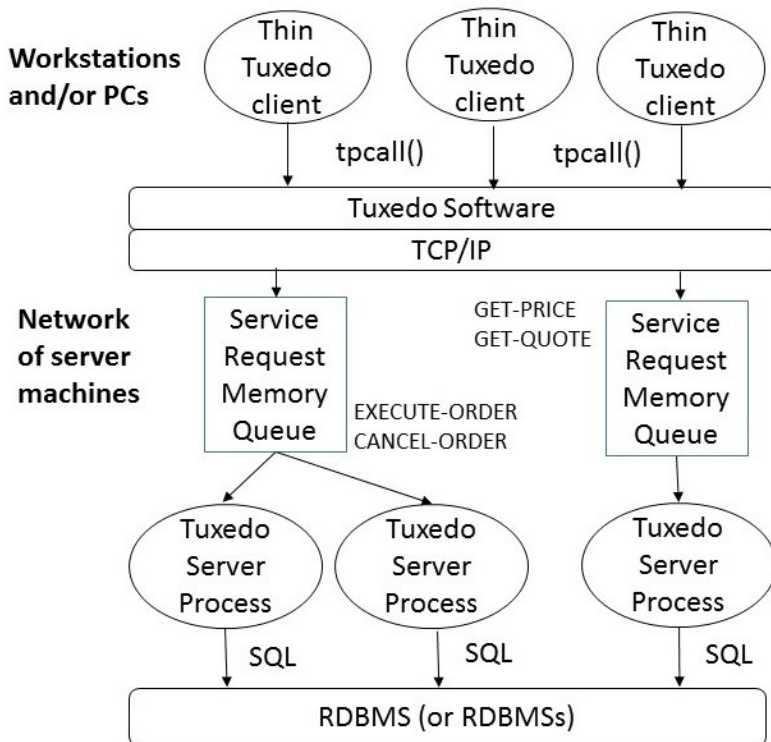 Workstations
and/or PCs
Thin
Tuxedo
client
Thin
Tuxedo
client
Thin
Tuxedo
client
tpcall()
tpcall()
Tuxedo Software
TCP/IP
Network
of server
machines
Service
Request
Memory
Queue
EXECUTE-ORDER
CANCEL-ORDER
GET-PRICE
GET-QUOTE
Service
Request
Memory
Queue
Tuxedo
Server
Process
Tuxedo
Server
Process
Tuxedo
Server
Process
SQL
SQL
SQL
RDBMS (or RDBMSs)